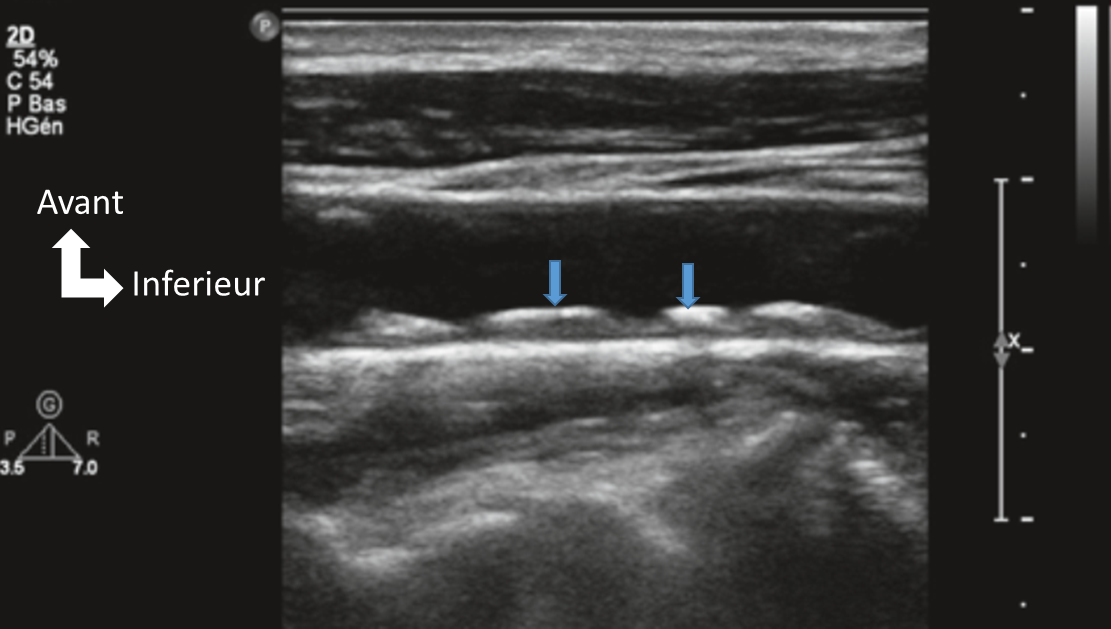 P
2D
54%
C 54
P Bas
HGén
Avant
Inferieur
X
G
P R
3.5 7.0